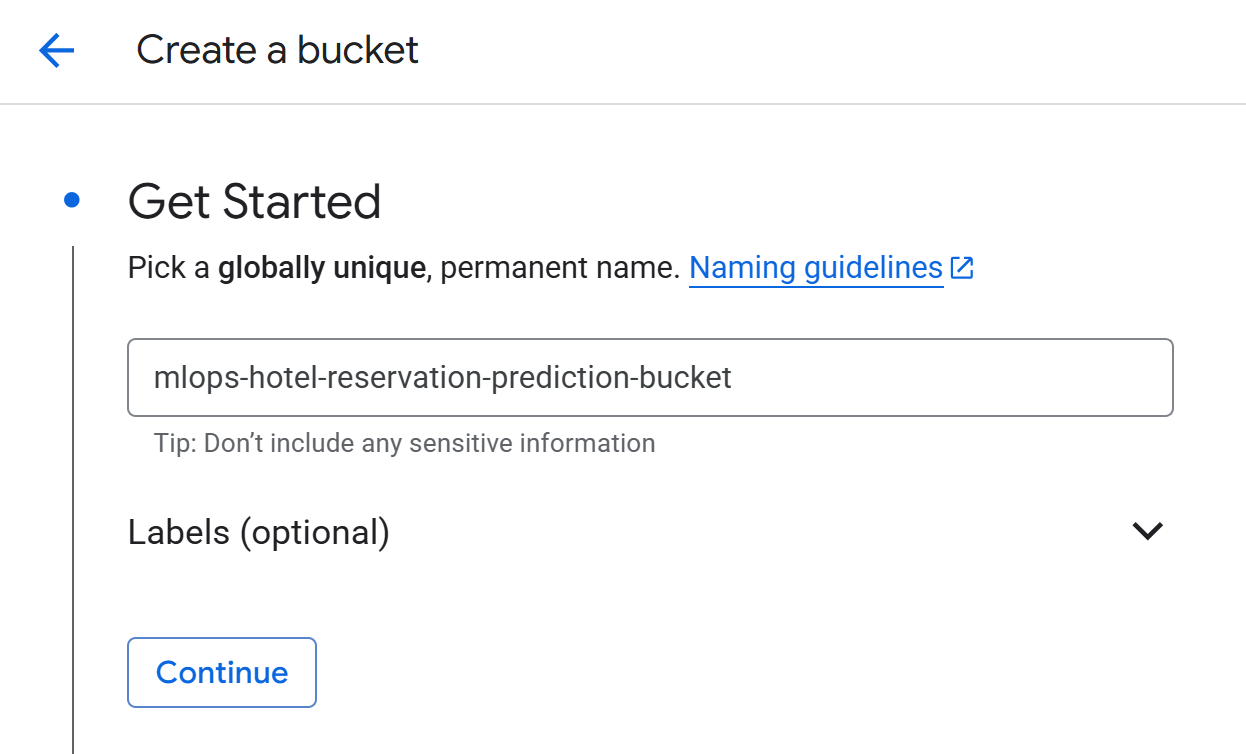 Create a bucket
Get Started
Pick a globally unique, permanent name. Naming guidelines
mlops-hotel-reservation-prediction-bucket
Tip: Don’t include any sensitive information
Labels (optional)
Continue